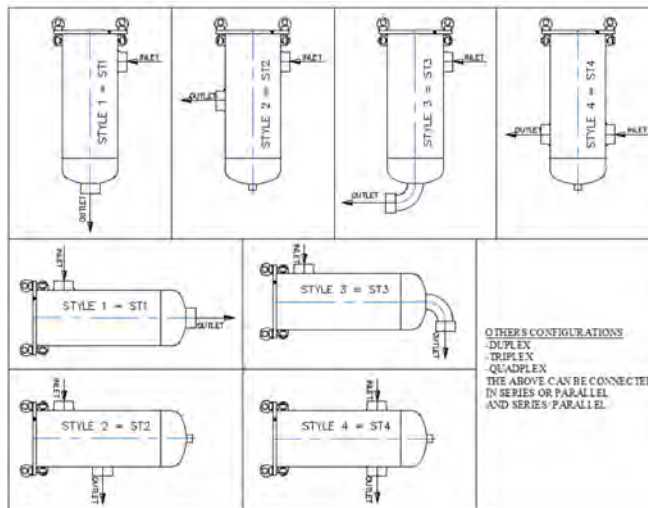 INLET
STYLE 1 = ST1
OUTLET
INLET
OUTLET
STYLE 2 = ST2
INLET
STYLE 3 = ST3
OUTLET
STYLE 4 = ST4
OUTLET
INLET
INLET
STYLE 1 = ST1
OUTLET
INLET
STYLE 3 = ST3
OUTLET
INLET
STYLE 2 = ST2
OUTLET
INLET
STYLE 4 = ST4
OUTLET
OTHERS CONFIGURATIONS
-DUPLEX
-TRIPLEX
-QUADPLEX
THE ABOVE CAN BE CONNECTED
IN SERIES OR PARALLEL
AND SERIES/PARALLEL